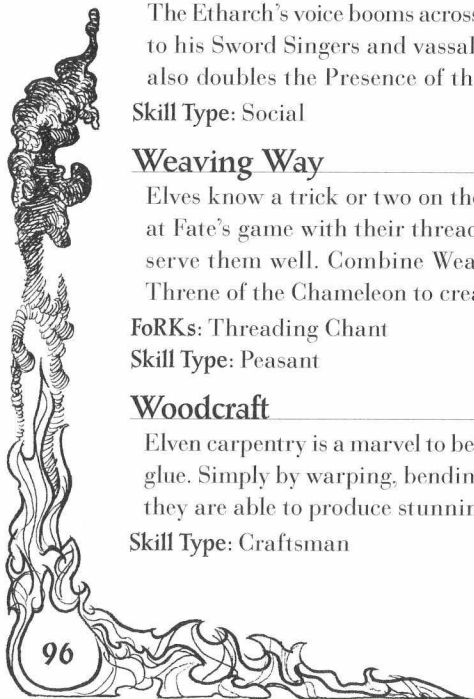 The Etharch's voice booms across
to his Sword Singers and vassal
also doubles the Presence of th
Skill Type: Social
Weaving Way
Elves know a trick or two on the
at Fate's game with their threa
serve them well. Combine Wea
Threne of the Chameleon to crea
FoRKs: Threading Chant
Skill Type: Peasant
Woodcraft
Elven carpentry is a marvel to be
glue. Simply by warping, bendin
they are able to produce stunnin
Skill Type: Craftsman
96